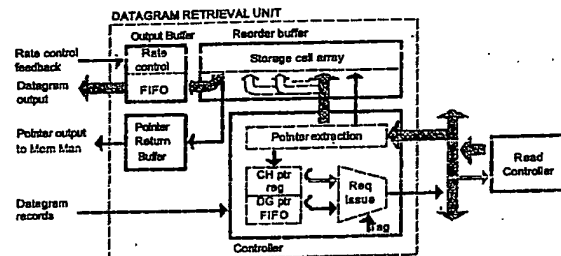 DATAGRAM RETRIEVAL UNIT
Output Buffer
Reorder buffer
Rate control
feedback
Rate
control
Storage cell array
Datagram
output
FIFO
Pointer output
to Mem Man
Pointer
Return
Buffer
Pointer extraction
Read
Controller
CH ptr
reg
DG ptr
FIFO
Req
Issue
Datagram
records
Tag
Controller